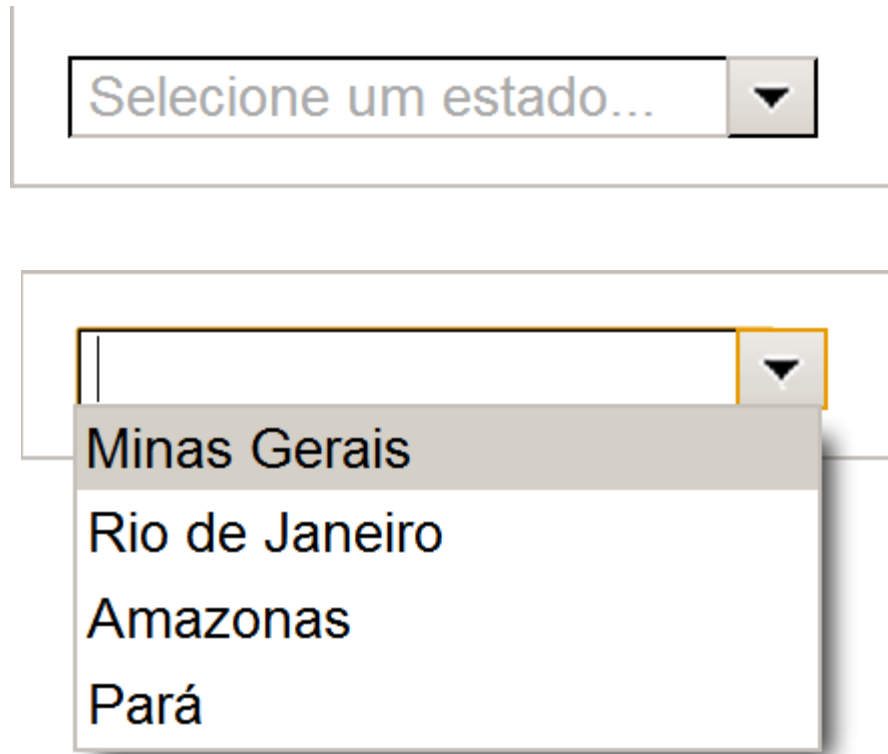 Selecione um estado...
Minas Gerais
Rio de Janeiro
Amazonas
Pará